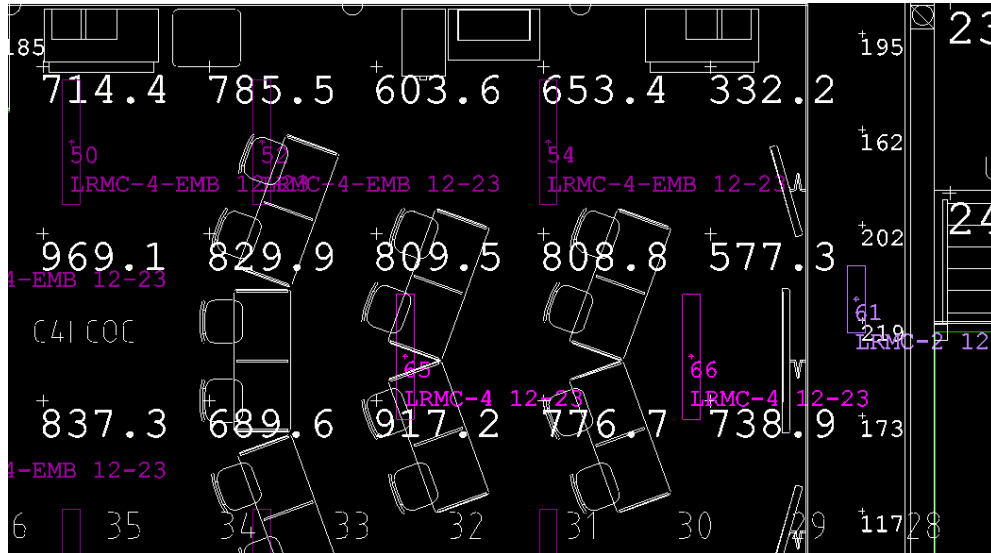 23
185
195
714.4 785.5 603.6 653.4 332.2
50 52 54
162
LRMC-4-EMB 12-23 LRMC-4-EMB 12-23 LRMC-4-EMB 12-23
24
202
969.1 829.9 809.5 808.8 577.3
4-EMB 12-23
61
C4I COC
219
LRMC-2 12
65 66
LRMC-4 12-23 LRMC-4 12-23
837.3 689.6 917.2 776.7 738.9
173
4-EMB 12-23
6 35 34 33 32 31 30 29 28
117